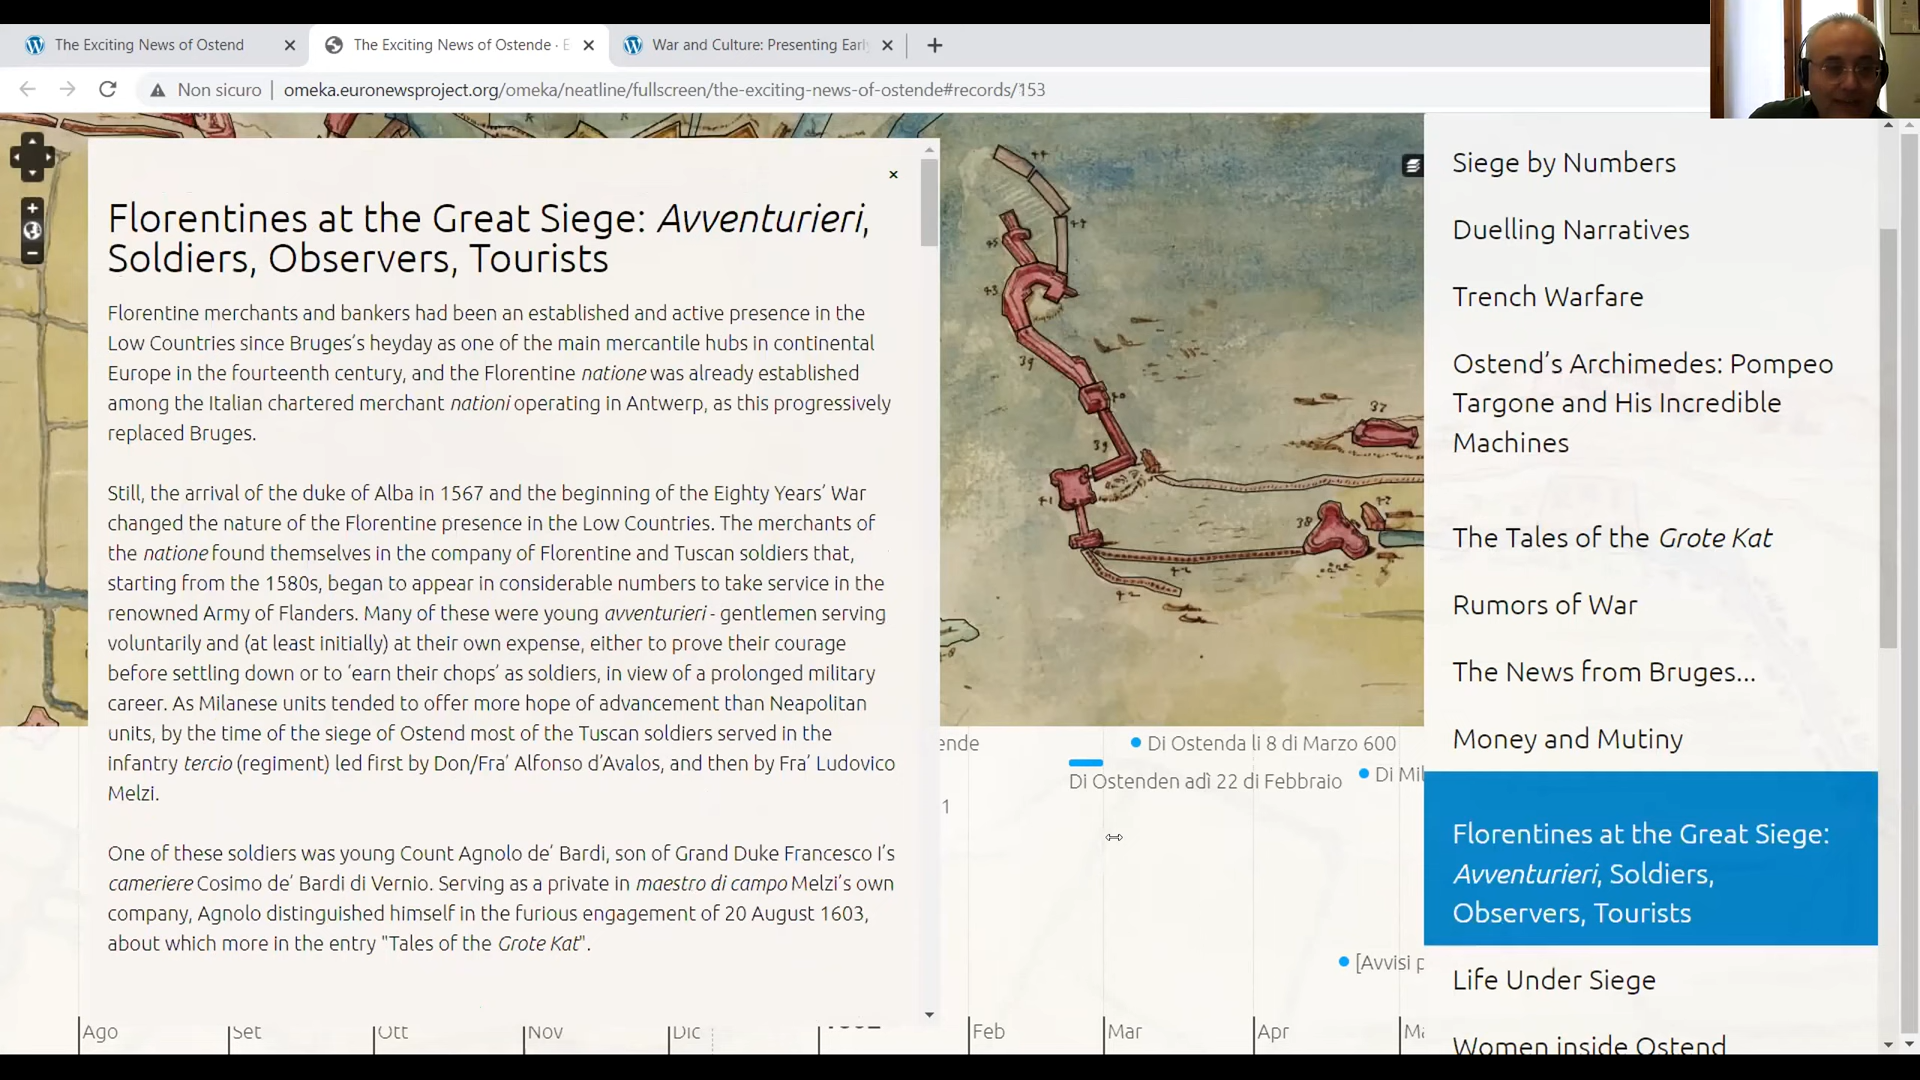 The Exciting News of Ostend
The Exciting News of Ostende · E
War and Culture: Presenting Earl
Non sicuro
omeka.euronewsproject.org/omeka/neatline/fullscreen/the-exciting-news-of-ostende#records/153
Florentines at the Great Siege: Avventurieri,
Soldiers, Observers, Tourists
Florentine merchants and bankers had been an established and active presence in the
Low Countries since Bruges's heyday as one of the main mercantile hubs in continental
Europe in the fourteenth century, and the Florentine natione was already established
among the Italian chartered merchant nationi operating in Antwerp, as this progressively
replaced Bruges.
Still, the arrival of the duke of Alba in 1567 and the beginning of the Eighty Years' War
changed the nature of the Florentine presence in the Low Countries. The merchants of
the natione found themselves in the company of Florentine and Tuscan soldiers that,
starting from the 1580s, began to appear in considerable numbers to take service in the
renowned Army of Flanders. Many of these were young avventurieri - gentlemen serving
voluntarily and (at least initially) at their own expense, either to prove their courage
before settling down or to 'earn their chops' as soldiers, in view of a prolonged military
career. As Milanese units tended to offer more hope of advancement than Neapolitan
units, by the time of the siege of Ostend most of the Tuscan soldiers served in the
infantry tercio (regiment) led first by Don/Fra' Alfonso d'Avalos, and then by Fra' Ludovico
Melzi.
One of these soldiers was young Count Agnolo de' Bardi, son of Grand Duke Francesco I's
cameriere Cosimo de' Bardi di Vernio. Serving as a private in maestro di campo Melzi's own
company, Agnolo distinguished himself in the furious engagement of 20 August 1603,
about which more in the entry "Tales of the Grote Kat".
44
45
44
43
39
40
39
41
42
42
38
37
ende
Di Ostenda li 8 di Marzo 600
Di Ostenden adì 22 di Febbraio
Di Mil
1
[Avvisi p
Ago
Set
Ott
Nov
Dic
Feb
Mar
Apr
Siege by Numbers
Duelling Narratives
Trench Warfare
Ostend's Archimedes: Pompeo
Targone and His Incredible
Machines
The Tales of the Grote Kat
Rumors of War
The News from Bruges...
Money and Mutiny
Florentines at the Great Siege:
Avventurieri, Soldiers,
Observers, Tourists
Life Under Siege
Women inside Ostend